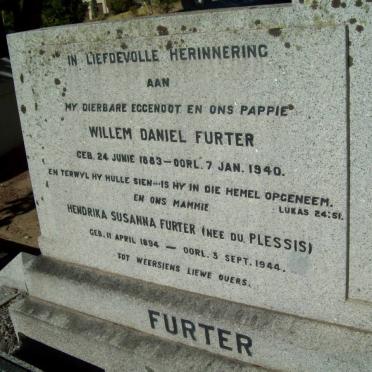 IN LIEFDEVOLLE HERINNERING
AAN
MY DIERBARE EGGENOOT EN ONS PAPPIE
WILLEM DANIEL FURTER
GEB. 24 JUNIE 1883—OORL. 7 JAN. 1940.
EN TERWYL HY HULLE SIEN—IS HY IN DIE HEMEL OPGENEEM.
LUKAS 24:51.
EN ONS MAMMIE
HENDRIKA SUSANNA FURTER (NEE DU PLESSIS)
GEB. 11 APRIL 1894 — OORL. 3 SEPT. 1944.
TOT WEERSIENS LIEWE OUERS.
FURTER